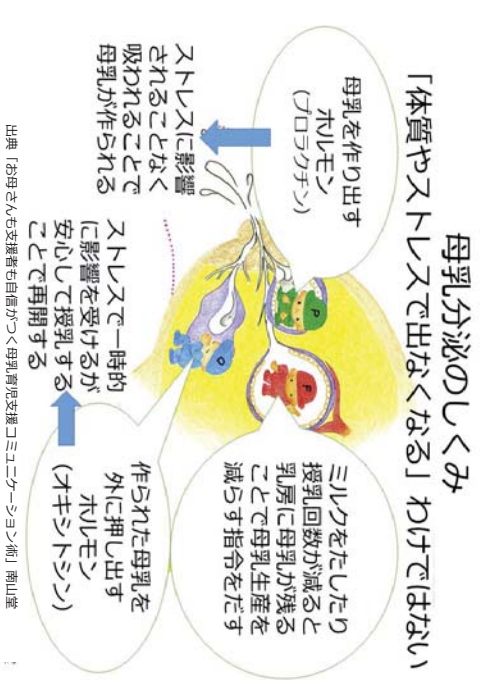 母乳分泌のしくみ
「体質やストレスで出なくなる」わけではない
母乳を作り出す
ホルモン
(プロラクチン)
ストレスに影響
されることなく
吸われることで
母乳が作られる
P
P
P
ミルクをたしたり
授乳回数が減ると
乳房に母乳が残る
ことで母乳生産を
減らす指令をだす
ストレスで一時的
に影響を受けるが
安心して授乳する
ことで再開する
作られた母乳を
外に押し出す
ホルモン
(オキシトシン)
出典「お母さんも支援者も自信がつく母乳育児支援コミュニケーション術」南山堂